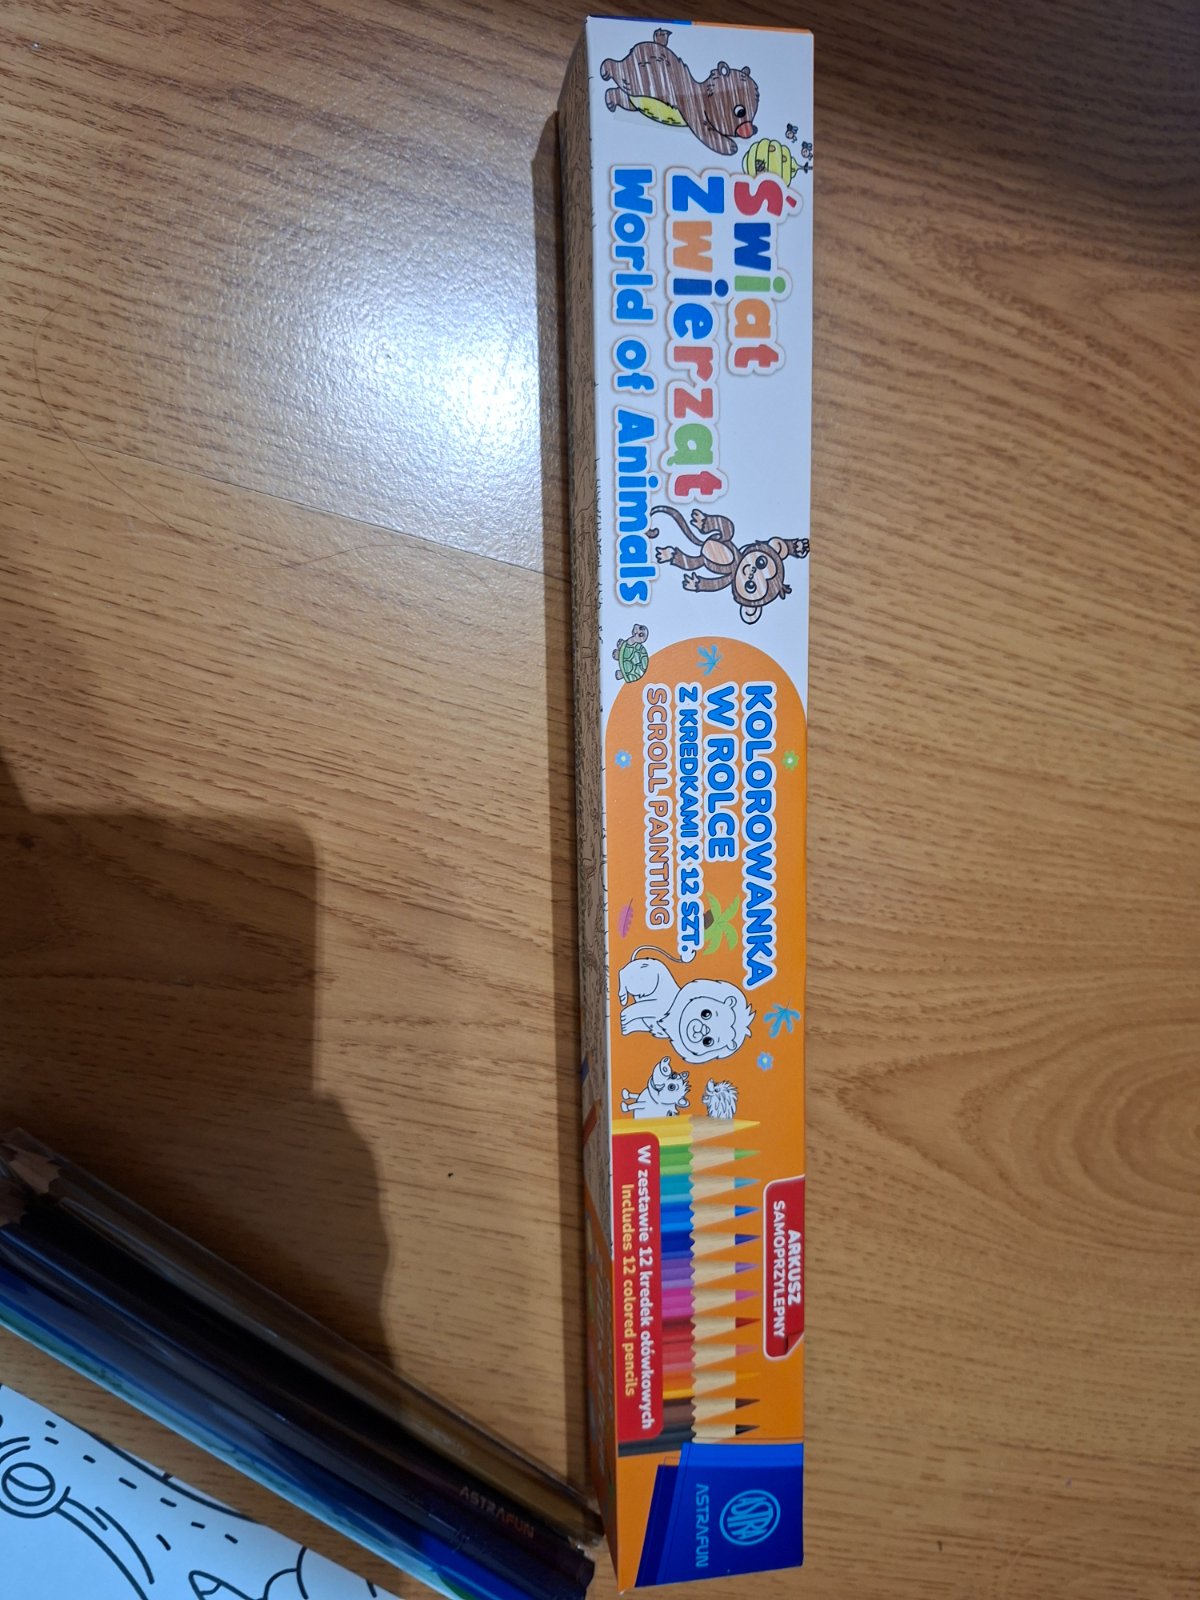 Świat
Zwierząt
World of Animals
KOLOROWANKA
W ROLCE
Z KREDKAMI X 12 SZT.
SCROLL PAINTING
ARKUSZ
SAMOPRZYLEPNY
W zestawie 12 kredek ołówkowych
Includes 12 colored pencils
ASTRA
ASTRAFUN
ASTRAFUN